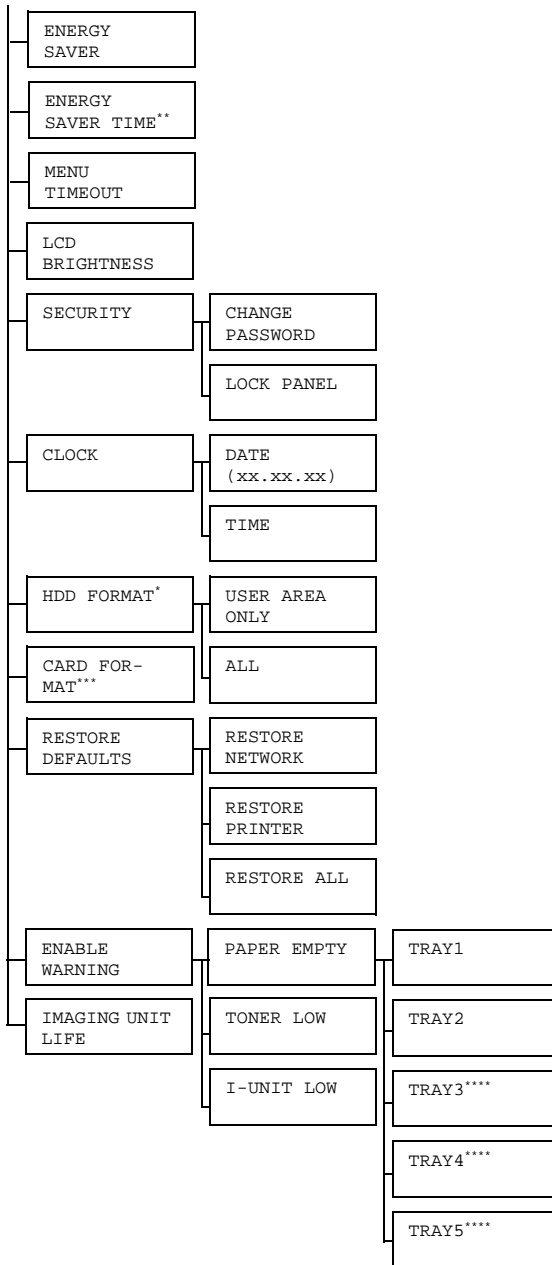 ENERGY
SAVER
ENERGY
SAVER TIME**
MENU
TIMEOUT
LCD
BRIGHTNESS
SECURITY
CHANGE
PASSWORD
LOCK PANEL
CLOCK
DATE
(xx.xx.xx)
TIME
HDD FORMAT*
USER AREA
ONLY
ALL
CARD FOR-
MAT***
RESTORE
DEFAULTS
RESTORE
NETWORK
RESTORE
PRINTER
RESTORE ALL
ENABLE
WARNING
PAPER EMPTY
TRAY1
TRAY2
TRAY3****
TRAY4****
TRAY5****
TONER LOW
I-UNIT LOW
IMAGING UNIT
LIFE